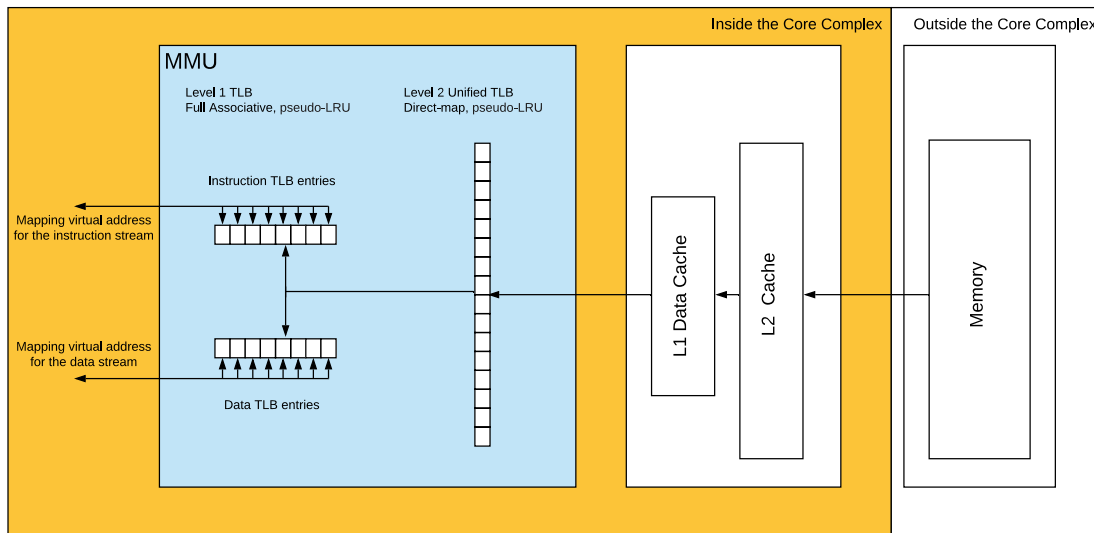 Inside the Core Complex
Outside the Core Complex
MMU
Level 1 TLB
Full Associative, pseudo-LRU
Level 2 Unified TLB
Direct-map, pseudo-LRU
Instruction TLB entries
Mapping virtual address
for the instruction stream
Mapping virtual address
for the data stream
Data TLB entries
L1 Data Cache
L2 Cache
Memory